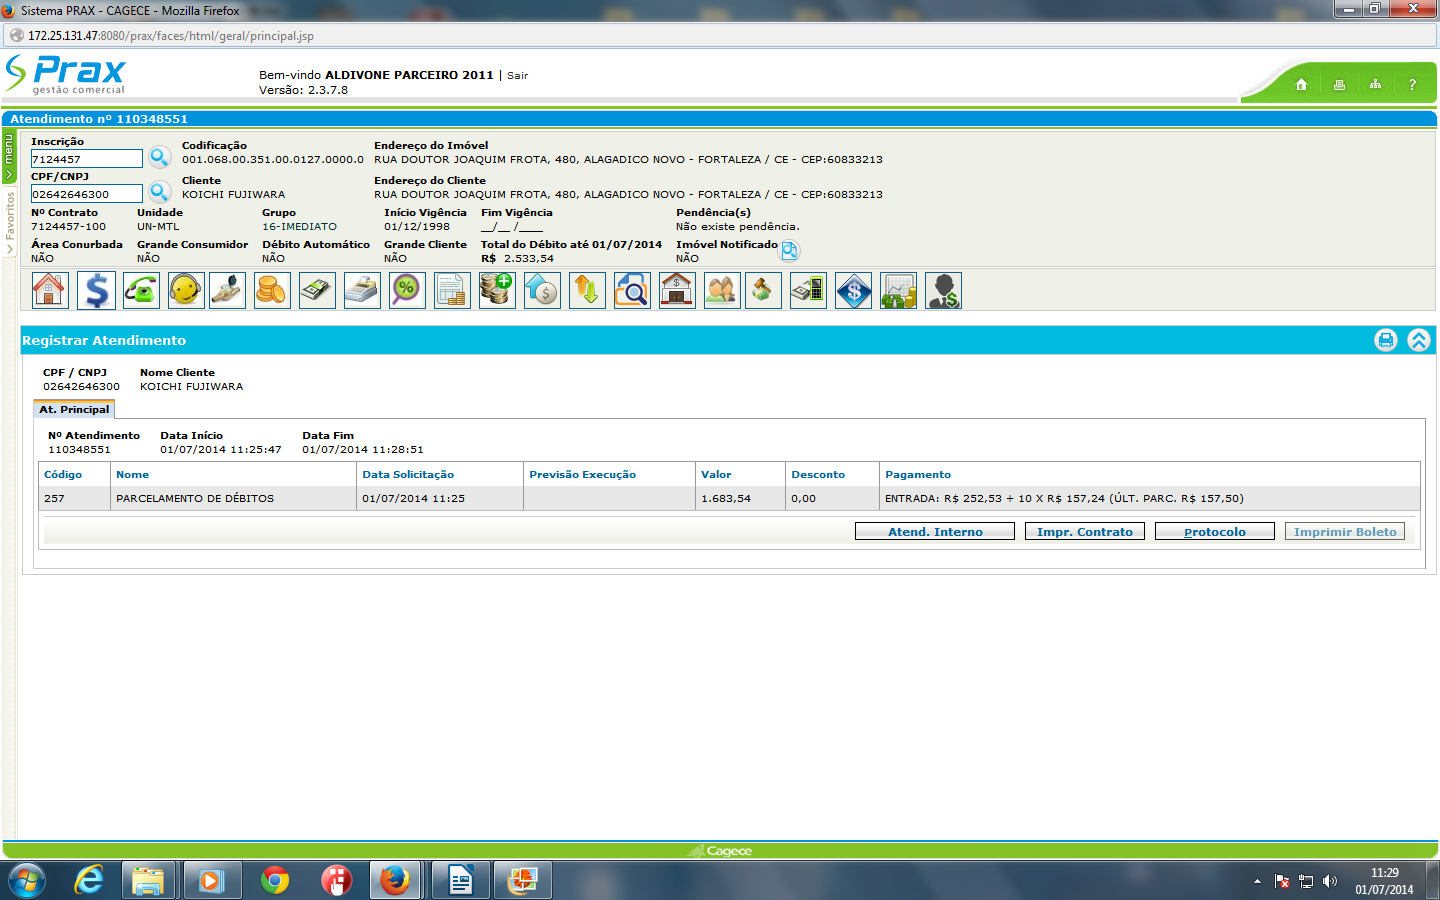 Sistema PRAX - CAGECE - Mozilla Firefox
172.25.131.47:8080/prax/faces/html/geral/principal.jsp
Prax
gestão comercial
Bem-vindo ALDIVONE PARCEIRO 2011 | Sair
Versão: 2.3.7.8
?
Atendimento nº 110348551
menu
Favoritos
Inscrição Codificação Endereço do Imóvel
7124457 001.068.00.351.00.0127.0000.0 RUA DOUTOR JOAQUIM FROTA, 480, ALAGADICO NOVO - FORTALEZA / CE - CEP:60833213
CPF/CNPJ Cliente Endereço do Cliente
02642646300 KOICHI FUJIWARA RUA DOUTOR JOAQUIM FROTA, 480, ALAGADICO NOVO - FORTALEZA / CE - CEP:60833213
Nº Contrato Unidade Grupo Início Vigência Fim Vigência Pendência(s)
7124457-100 UN-MTL 16-IMEDIATO 01/12/1998 __/__ /____ Não existe pendência.
Área Conurbada Grande Consumidor Débito Automático Grande Cliente Total do Débito até 01/07/2014 Imóvel Notificado
NÃO NÃO NÃO NÃO R$ 2.533,54 NÃO
Registrar Atendimento
CPF / CNPJ Nome Cliente
02642646300 KOICHI FUJIWARA
At. Principal
Nº Atendimento Data Início Data Fim
110348551 01/07/2014 11:25:47 01/07/2014 11:28:51
Código Nome Data Solicitação Previsão Execução Valor Desconto Pagamento
257 PARCELAMENTO DE DÉBITOS 01/07/2014 11:25 1.683,54 0,00 ENTRADA: R$ 252,53 + 10 X R$ 157,24 (ÚLT. PARC. R$ 157,50)
Atend. Interno Impr. Contrato Protocolo Imprimir Boleto
Cagece
11:29
01/07/2014